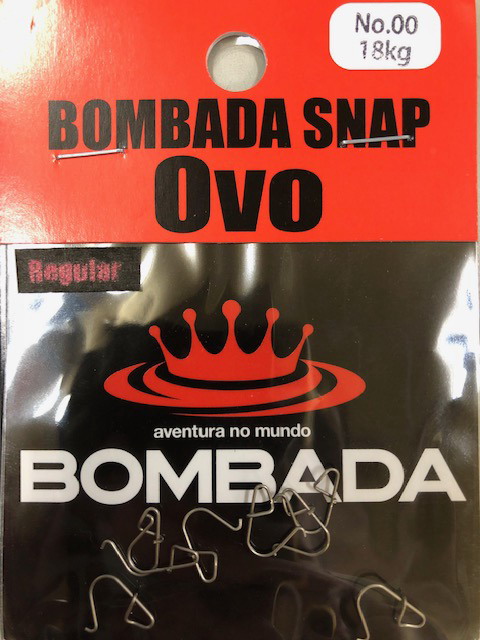 No.00
18kg
BOMBADA SNAP
Ovo
Regular
aventura no mundo
BOMBADA